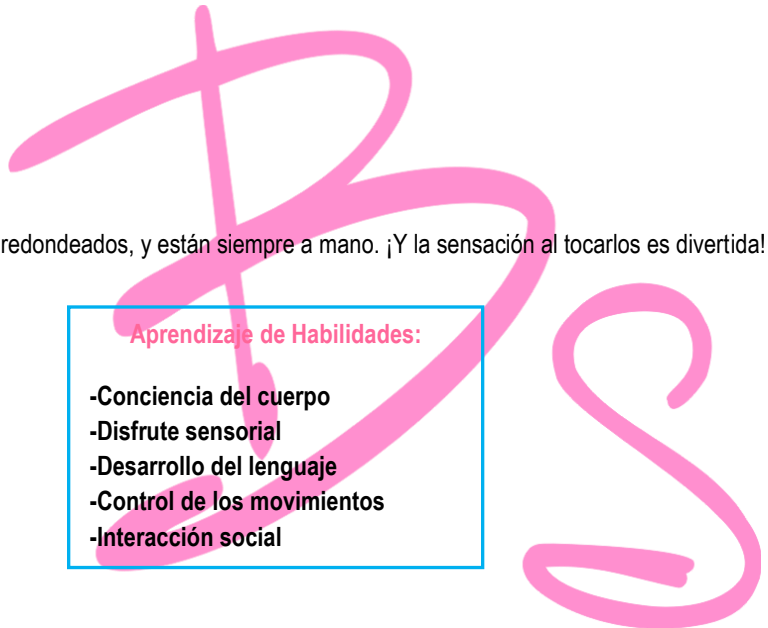 redondeados, y están siempre a mano. ¡Y la sensación al tocarlos es divertida!
Aprendizaje de Habilidades:
-Conciencia del cuerpo
-Disfrute sensorial
-Desarrollo del lenguaje
-Control de los movimientos
-Interacción social
BS